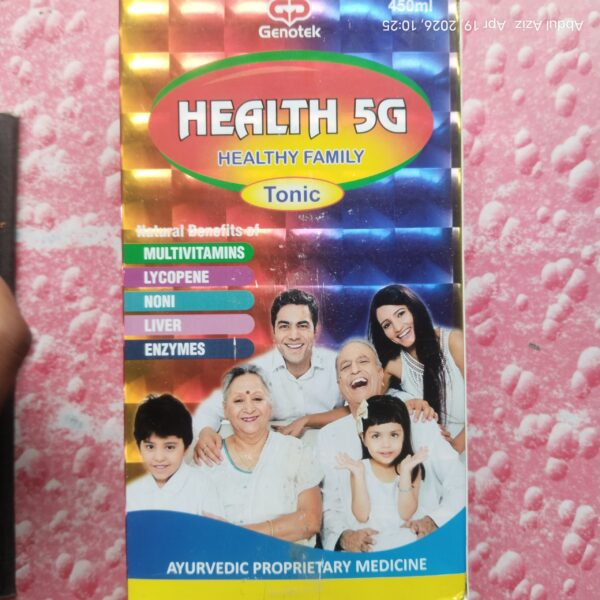 Abdul Aziz Apr 19, 2026, 10:25
450ml
Genotek
HEALTH 5G
HEALTHY FAMILY
Tonic
Natural Benefits of
MULTIVITAMINS
LYCOPENE
NONI
LIVER
ENZYMES
AYURVEDIC PROPRIETARY MEDICINE